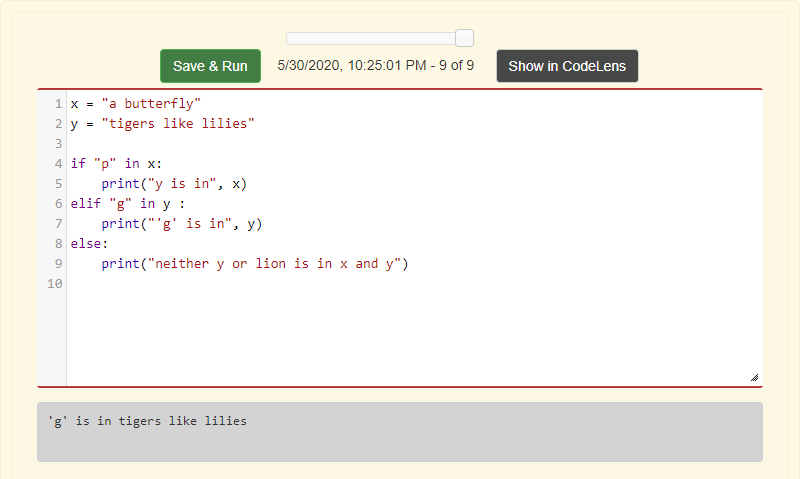 Save & Run 5/30/2020, 10:25:01 PM - 9 of 9 Show in CodeLens
1 x = "a butterfly"
2 y = "tigers like lilies"
3
4 if "p" in x:
5     print("y is in", x)
6 elif "g" in y :
7     print("'g' is in", y)
8 else:
9     print("neither y or lion is in x and y")
10
'g' is in tigers like lilies